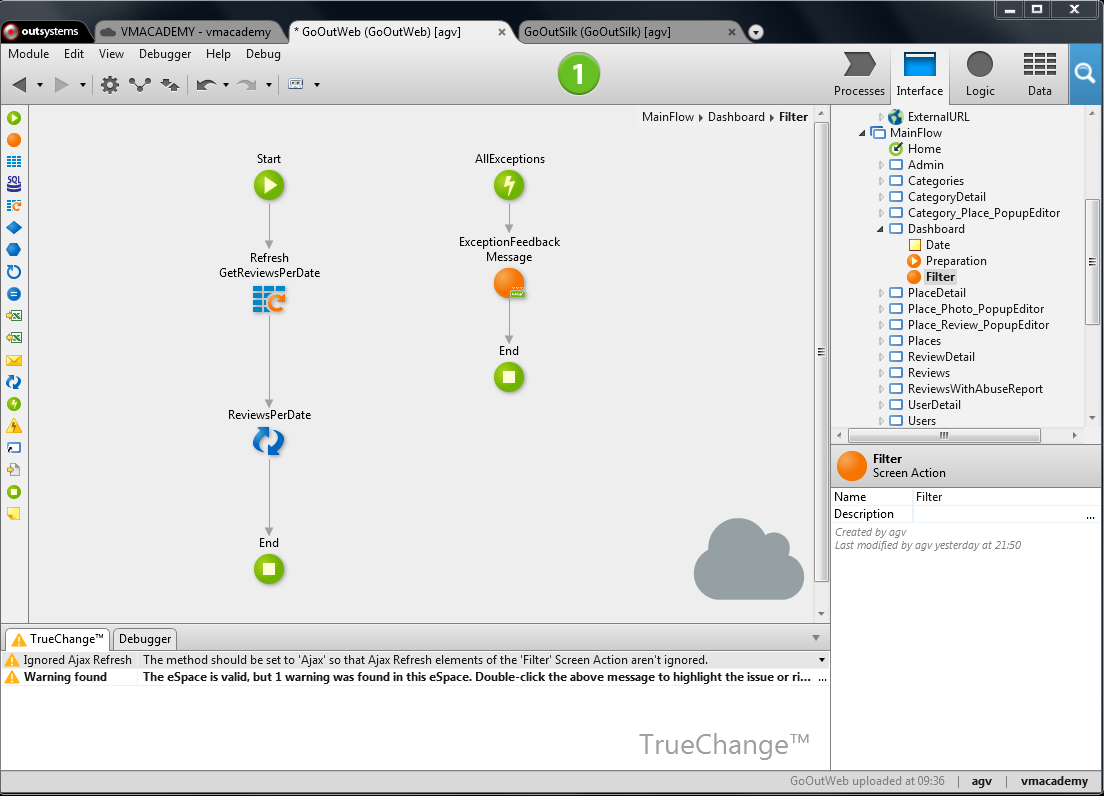 outsystems
VMACADEMY - vmacademy
* GoOutWeb (GoOutWeb) [agv]
GoOutSilk (GoOutSilk) [agv]
Module Edit View Debugger Help Debug
1
Processes Interface Logic Data
MainFlow Dashboard Filter
SQL
Start
Refresh
GetReviewsPerDate
ReviewsPerDate
End
AllExceptions
ExceptionFeedback
Message
End
ExternalURL
MainFlow
Home
Admin
Categories
CategoryDetail
Category_Place_PopupEditor
Dashboard
Date
Preparation
Filter
PlaceDetail
Place_Photo_PopupEditor
Place_Review_PopupEditor
Places
ReviewDetail
Reviews
ReviewsWithAbuseReport
UserDetail
Users
Filter
Screen Action
Name Filter
Description ...
Created by agv
Last modified by agv yesterday at 21:50
TrueChange™ Debugger
Ignored Ajax Refresh The method should be set to 'Ajax' so that Ajax Refresh elements of the 'Filter' Screen Action aren't ignored.
Warning found The eSpace is valid, but 1 warning was found in this eSpace. Double-click the above message to highlight the issue or ri... ...
TrueChange™
GoOutWeb uploaded at 09:36 | agv | vmacademy